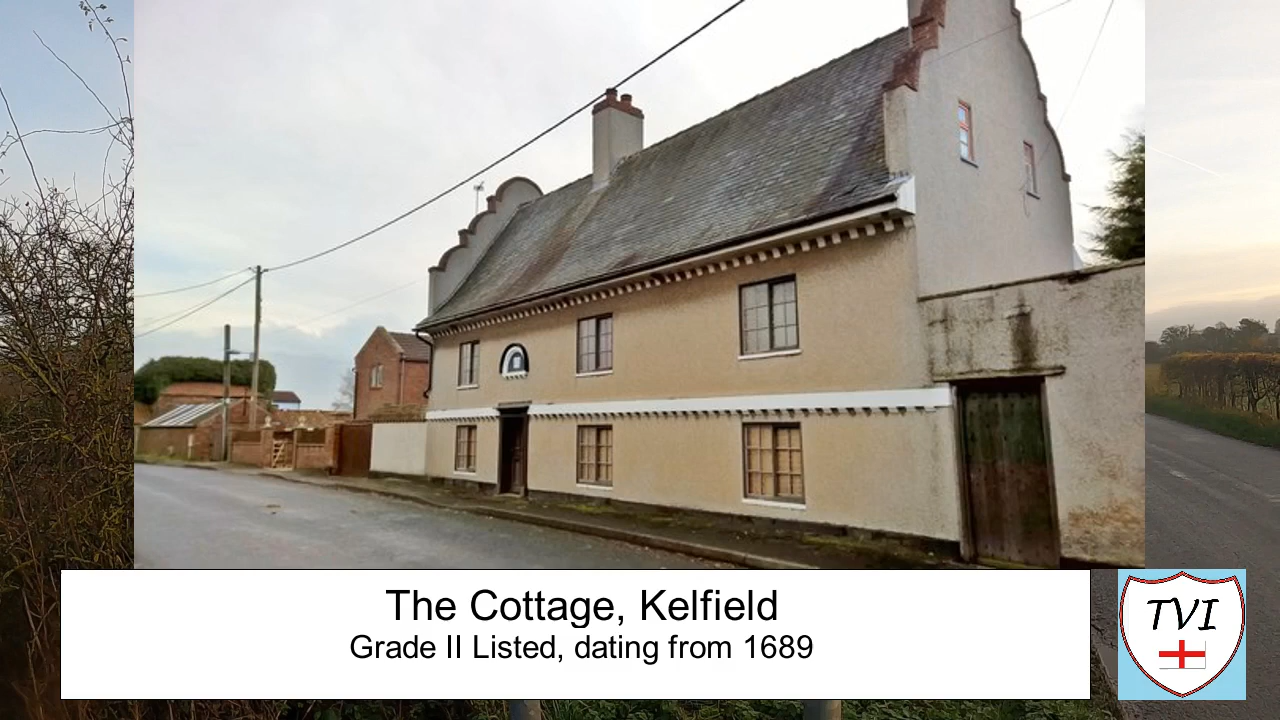 The Cottage, Kelfield
Grade II Listed, dating from 1689
TVI